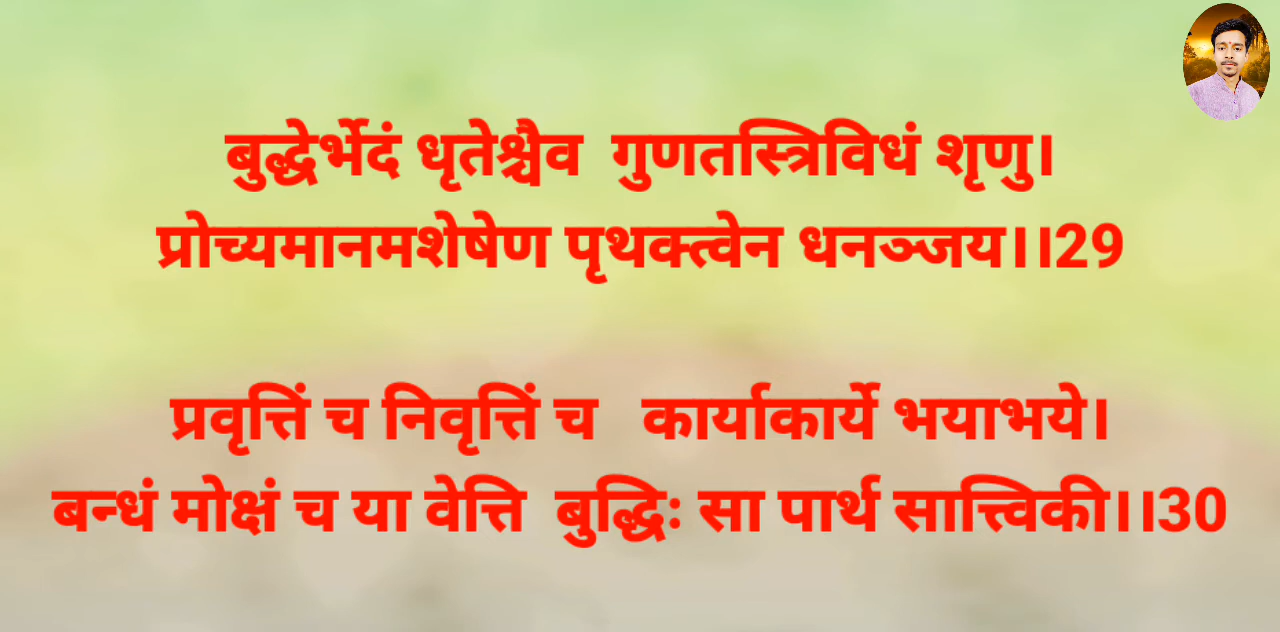 बुद्धेर्भेदं धृतेश्चैव गुणतस्त्रिविधं शृणु।
प्रोच्यमानमशेषेण पृथक्त्वेन धनञ्जय।।29
प्रवृत्तिं च निवृत्तिं च कार्याकार्ये भयाभये।
बन्धं मोक्षं च या वेत्ति बुद्धिः सा पार्थ सात्त्विकी।।30